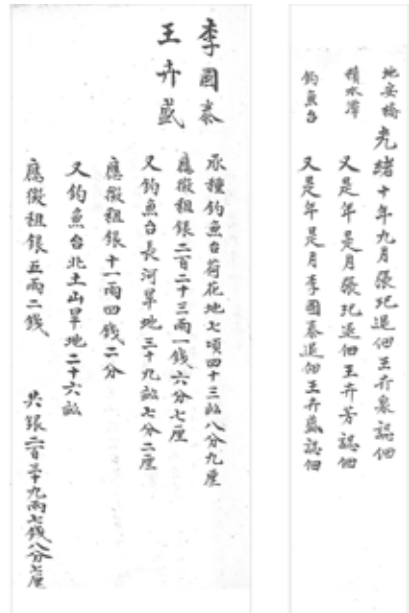 地安橋 光緒十年九月張玘退佃王卉泉認佃
積水潭 又是年是月張玘退佃王卉芳認佃
釣魚台 又是年是月李國泰退佃王卉盛認佃
李國泰
王卉盛
承種釣魚台荷花地七頃四十三畝八分九厘
應徵租銀二百二十三兩一錢六分七厘
又釣魚台長河旱地三十九畝七分二厘
應徵租銀十一兩四錢二分
又釣魚台北土山旱地二十六畝
應徵租銀五兩二錢 共銀二百三十九兩七錢八分七厘